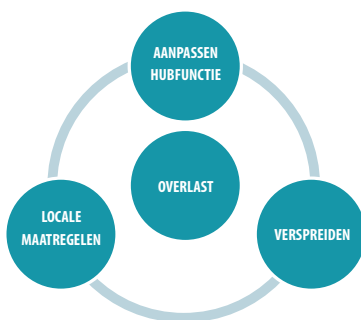 AANPASSEN
HUBFUNCTIE
OVERLAST
LOCALE
MAATREGELEN
VERSPREIDEN